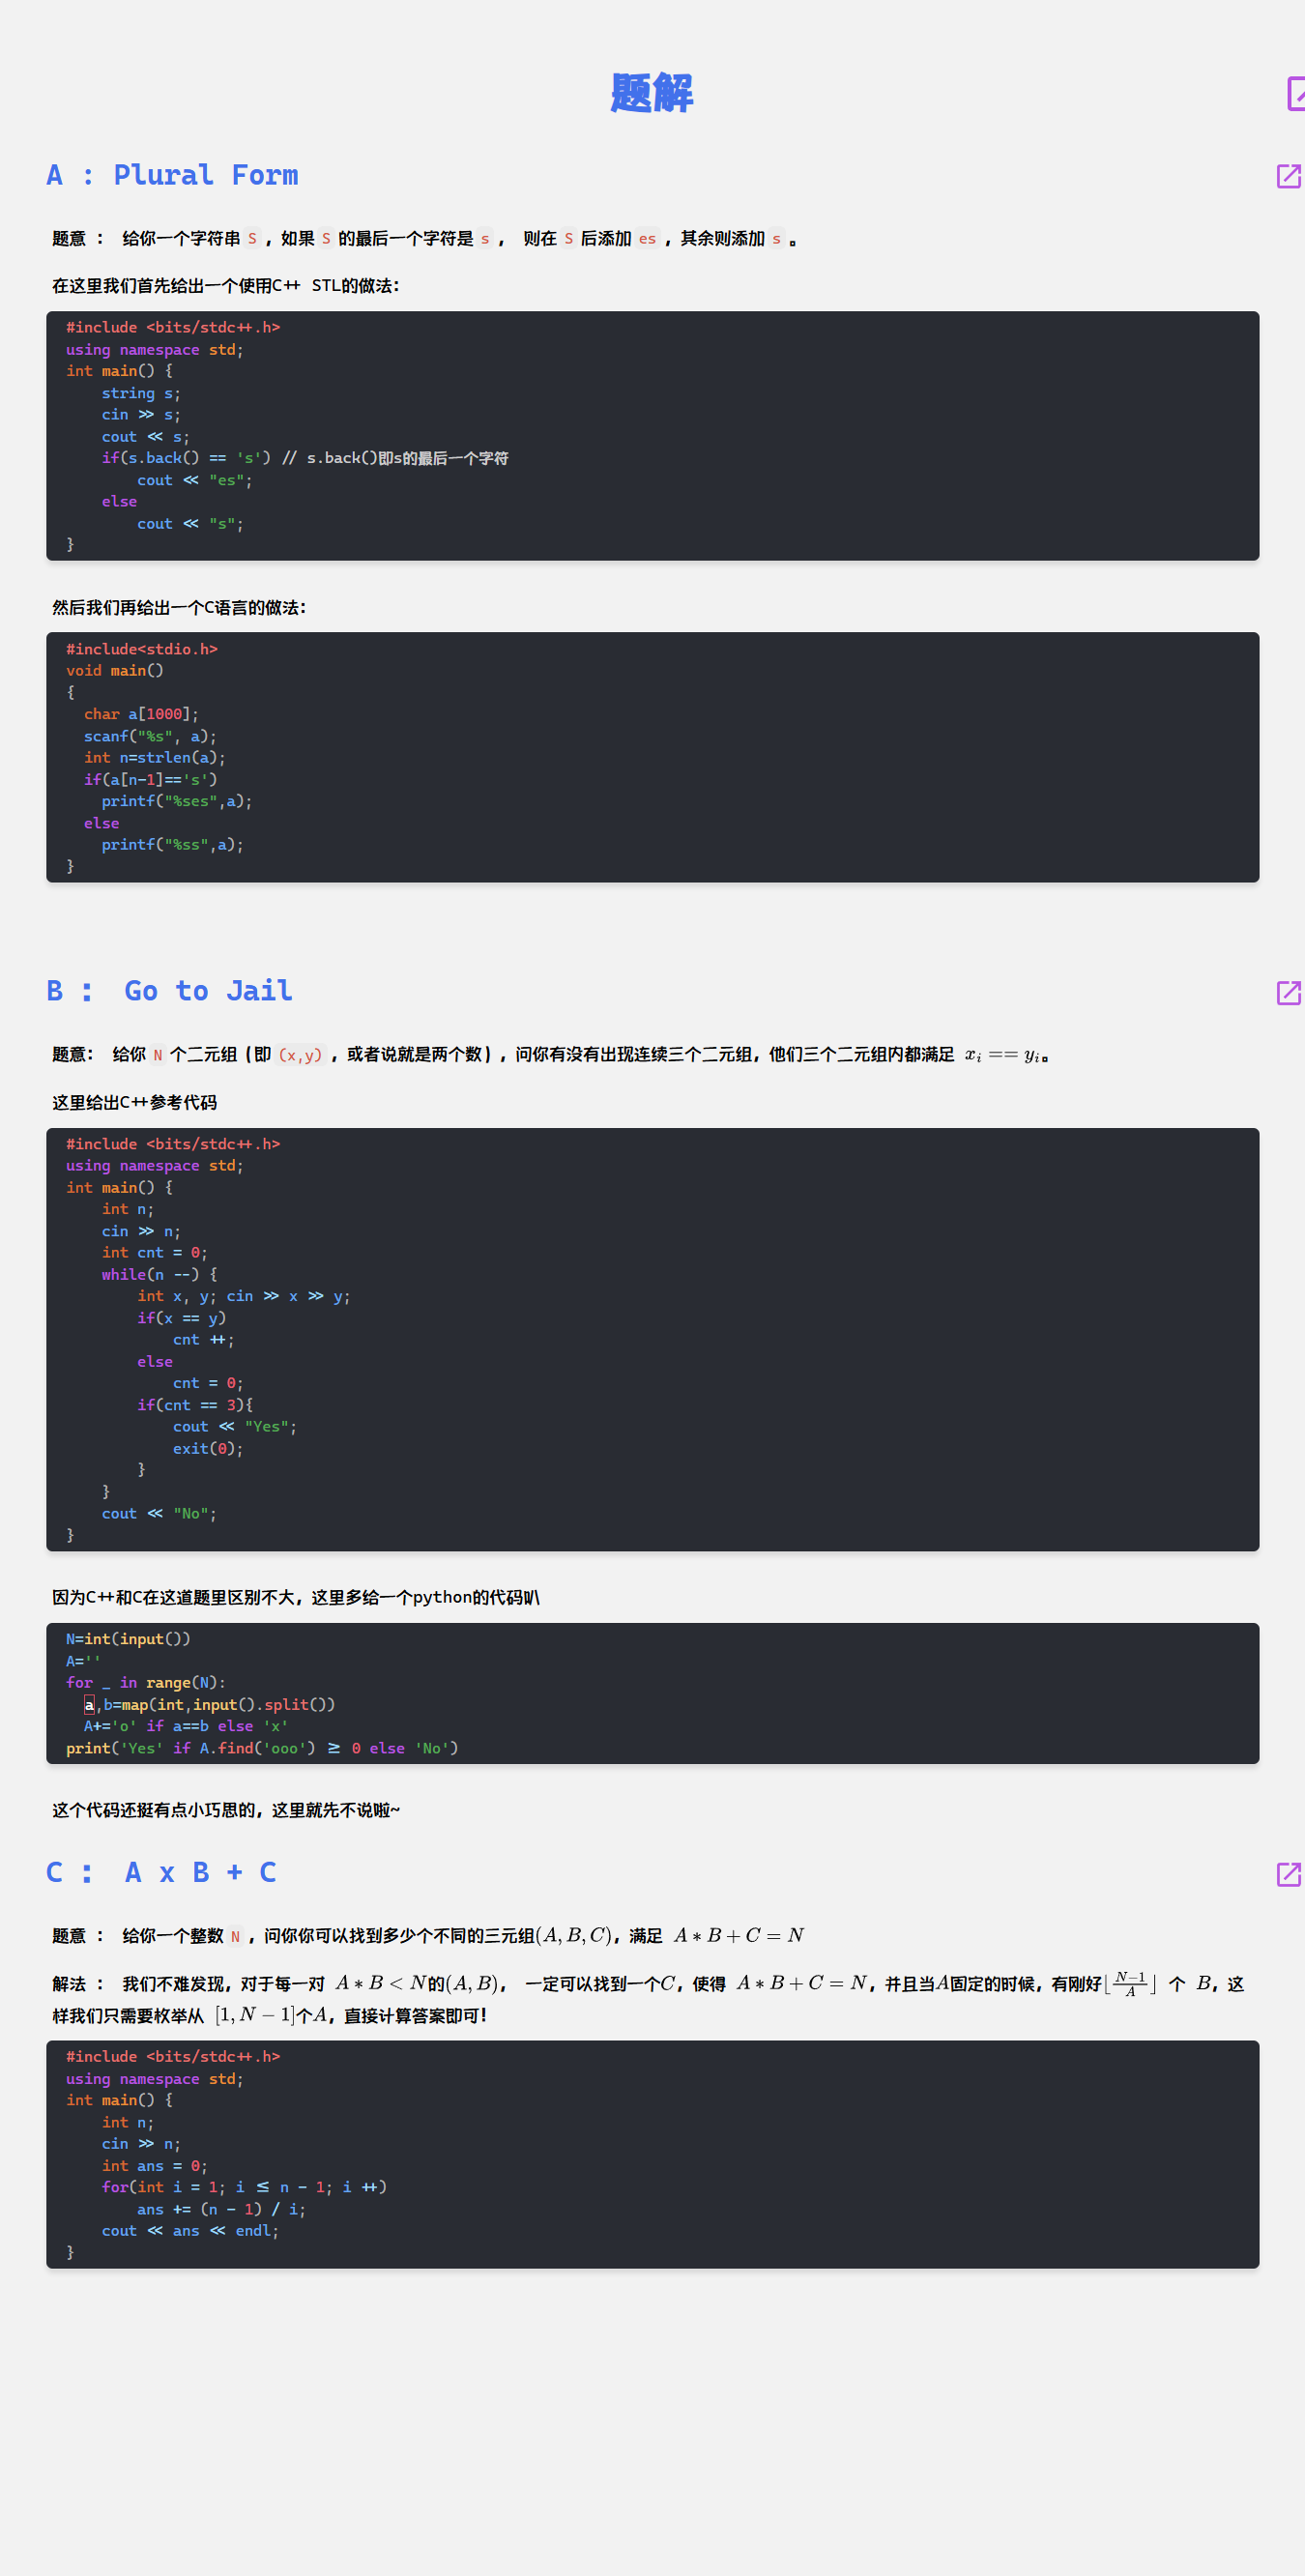 题解
A : Plural Form
题意 : 给你一个字符串 S ，如果 S 的最后一个字符是 s ， 则在 S 后添加 es ，其余则添加 s 。
在这里我们首先给出一个使用C++ STL的做法：
#include <bits/stdc++.h>
using namespace std;
int main() {
    string s;
    cin >> s;
    cout << s;
    if(s.back() == 's') // s.back()即s的最后一个字符
        cout << "es";
    else
        cout << "s";
}
然后我们再给出一个C语言的做法：
#include<stdio.h>
void main()
{
  char a[1000];
  scanf("%s", a);
  int n=strlen(a);
  if(a[n-1]=='s')
    printf("%ses",a);
  else
    printf("%ss",a);
}
B : Go to Jail
题意： 给你 N 个二元组（即 (x,y) ，或者说就是两个数），问你有没有出现连续三个二元组，他们三个二元组内都满足 x_i == y_i。
这里给出C++参考代码
#include <bits/stdc++.h>
using namespace std;
int main() {
    int n;
    cin >> n;
    int cnt = 0;
    while(n --) {
        int x, y; cin >> x >> y;
        if(x == y)
            cnt ++;
        else
            cnt = 0;
        if(cnt == 3){
            cout << "Yes";
            exit(0);
        }
    }
    cout << "No";
}
因为C++和C在这道题里区别不大，这里多给一个python的代码叭
N=int(input())
A=''
for _ in range(N):
  a,b=map(int,input().split())
  A+='o' if a==b else 'x'
print('Yes' if A.find('ooo') >= 0 else 'No')
这个代码还挺有点小巧思的，这里就先不说啦~
C : A x B + C
题意 : 给你一个整数 N ，问你你可以找到多少个不同的三元组(A, B, C)，满足 A * B + C = N
解法 : 我们不难发现，对于每一对 A * B < N的(A, B)， 一定可以找到一个C，使得 A * B + C = N，并且当A固定的时候，有刚好⌊(N−1)/A⌋ 个 B，这
样我们只需要枚举从 [1, N − 1]个A，直接计算答案即可！
#include <bits/stdc++.h>
using namespace std;
int main() {
    int n;
    cin >> n;
    int ans = 0;
    for(int i = 1; i <= n - 1; i ++)
        ans += (n - 1) / i;
    cout << ans << endl;
}